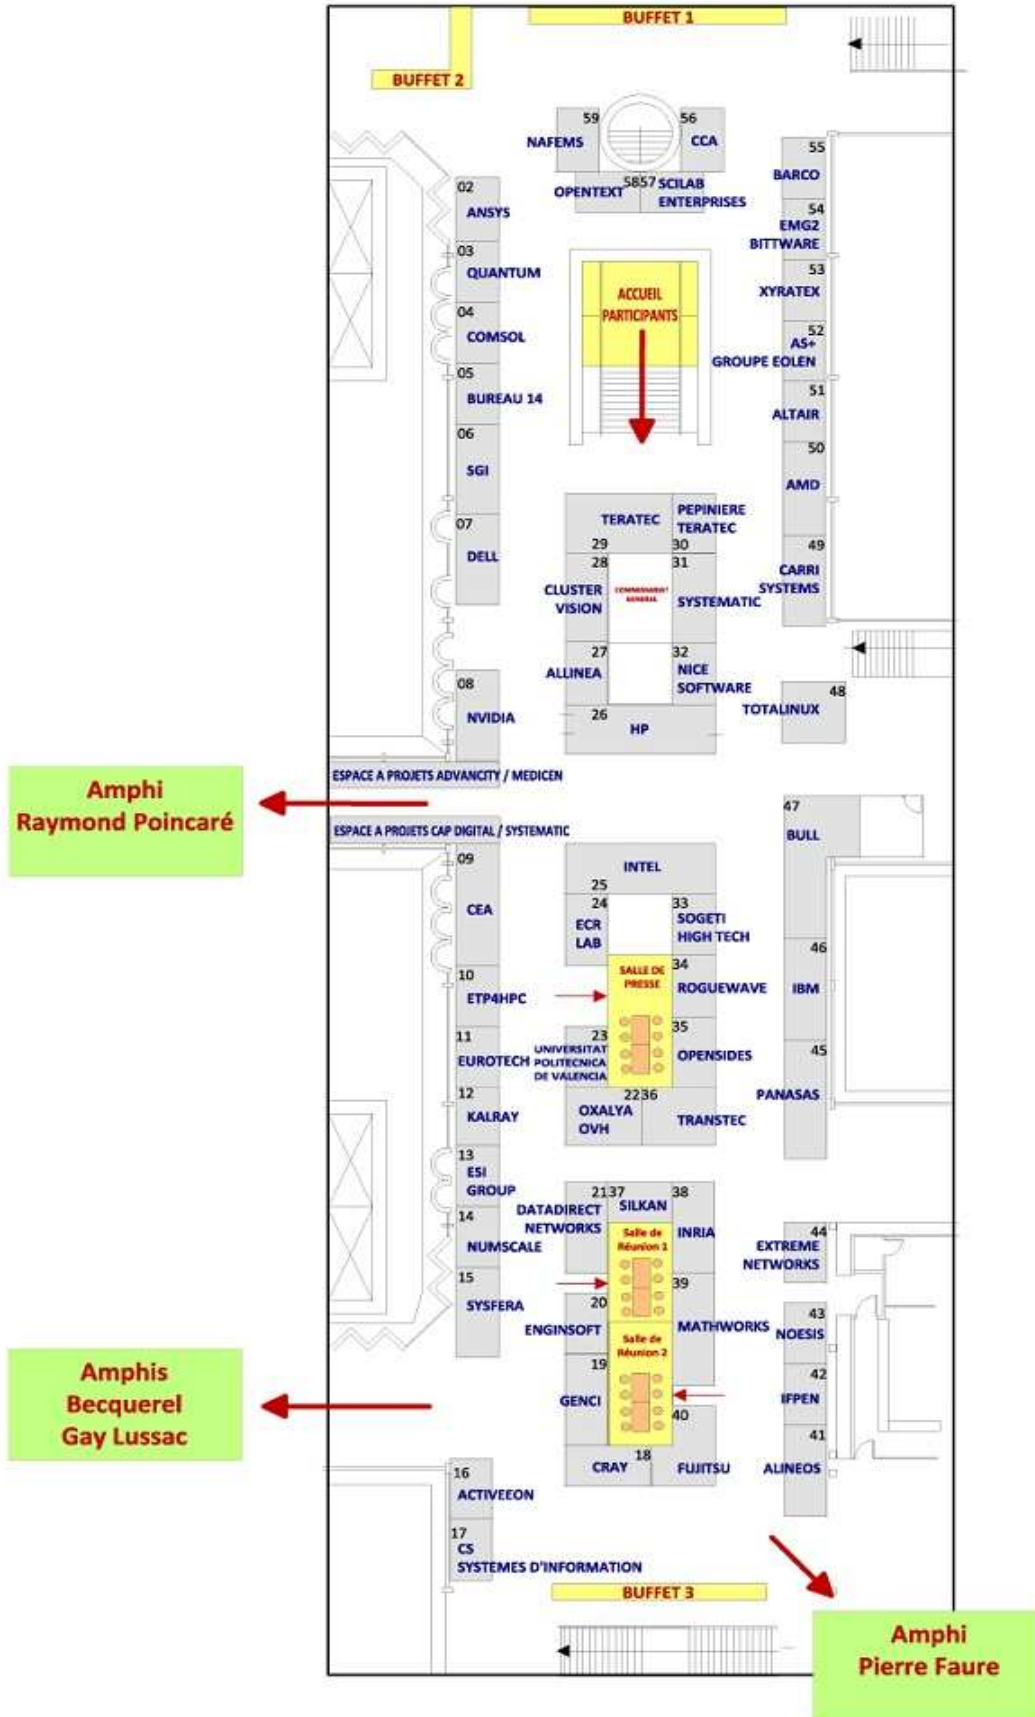 BUFFET 1
BUFFET 2
59
NAFEMS
56
CCA
58
OPENTEXT
57
SCILAB
ENTERPRISES
55
BARCO
54
EMG2
BITTWARE
53
XYRATEX
52
AS+
GROUPE EOLEN
51
ALTAIR
50
AMD
49
CARRI
SYSTEMS
02
ANSYS
03
QUANTUM
04
COMSOL
05
BUREAU 14
06
SGI
07
DELL
08
NVIDIA
ACCUEIL
PARTICIPANTS
TERATEC
29
PEPINIERE
TERATEC
30
28
CLUSTER
VISION
COMMISSARIAT
GENERAL
31
SYSTEMATIC
27
ALLINEA
32
NICE
SOFTWARE
26
HP
48
TOTALINUX
ESPACE A PROJETS ADVANCITY / MEDICEN
Amphi
Raymond Poincaré
ESPACE A PROJETS CAP DIGITAL / SYSTEMATIC
47
BULL
46
IBM
45
PANASAS
09
CEA
10
ETP4HPC
11
EUROTECH
12
KALRAY
13
ESI
GROUP
14
NUMSCALE
15
SYSFERA
INTEL
25
24
ECR
LAB
33
SOGETI
HIGH TECH
SALLE DE
PRESSE
34
ROGUEWAVE
23
UNIVERSITAT
POLITECNICA
DE VALENCIA
35
OPENSIDES
22
OXALYA
OVH
36
TRANSTEC
21
DATADIRECT
NETWORKS
37
SILKAN
38
INRIA
Salle de
Réunion 1
39
MATHWORKS
20
ENGINSOFT
Salle de
Réunion 2
19
GENCI
40
FUJITSU
18
CRAY
44
EXTREME
NETWORKS
43
NOESIS
42
IFPEN
41
ALINEOS
Amphis
Becquerel
Gay Lussac
16
ACTIVEEON
17
CS
SYSTEMES D'INFORMATION
BUFFET 3
Amphi
Pierre Faure